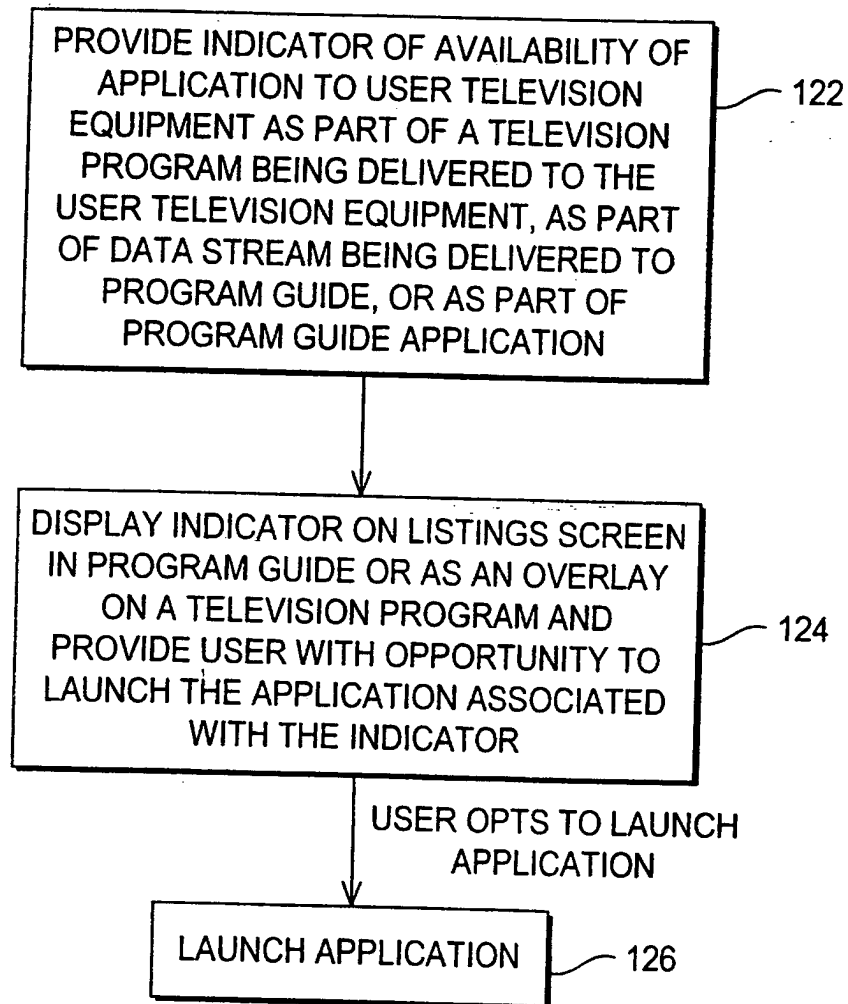 PROVIDE INDICATOR OF AVAILABILITY OF
APPLICATION TO USER TELEVISION
EQUIPMENT AS PART OF A TELEVISION
PROGRAM BEING DELIVERED TO THE
USER TELEVISION EQUIPMENT, AS PART
OF DATA STREAM BEING DELIVERED TO
PROGRAM GUIDE, OR AS PART OF
PROGRAM GUIDE APPLICATION
122
DISPLAY INDICATOR ON LISTINGS SCREEN
IN PROGRAM GUIDE OR AS AN OVERLAY
ON A TELEVISION PROGRAM AND
PROVIDE USER WITH OPPORTUNITY TO
LAUNCH THE APPLICATION ASSOCIATED
WITH THE INDICATOR
124
USER OPTS TO LAUNCH
APPLICATION
LAUNCH APPLICATION
126